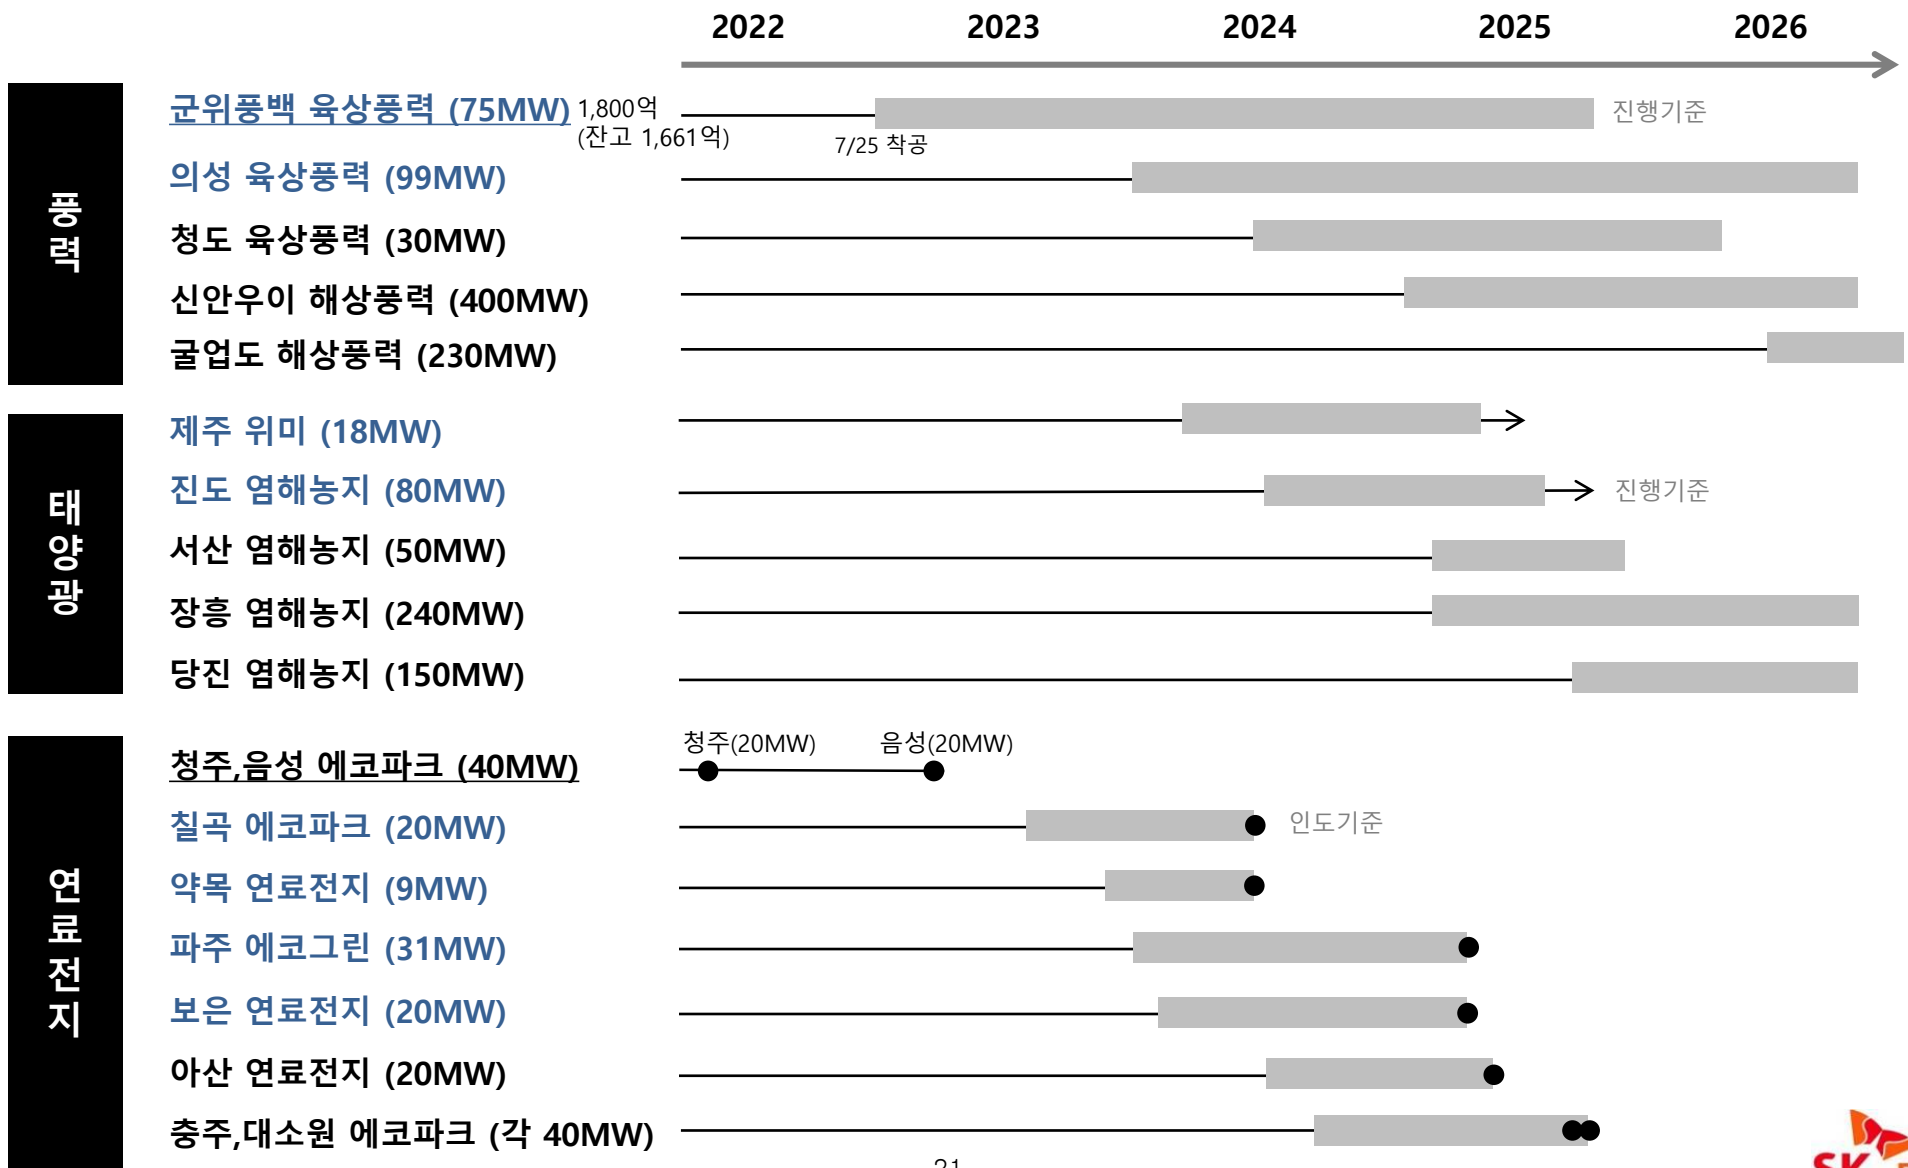 2022 2023 2024 2025 2026
풍력
군위풍백 육상풍력 (75MW)
1,800억
(잔고 1,661억)
7/25 착공
진행기준
의성 육상풍력 (99MW)
청도 육상풍력 (30MW)
신안우이 해상풍력 (400MW)
굴업도 해상풍력 (230MW)
태양광
제주 위미 (18MW)
진도 염해농지 (80MW)
진행기준
서산 염해농지 (50MW)
장흥 염해농지 (240MW)
당진 염해농지 (150MW)
연료전지
청주,음성 에코파크 (40MW)
청주(20MW) 음성(20MW)
칠곡 에코파크 (20MW)
인도기준
약목 연료전지 (9MW)
파주 에코그린 (31MW)
보은 연료전지 (20MW)
아산 연료전지 (20MW)
충주,대소원 에코파크 (각 40MW)
21
SK